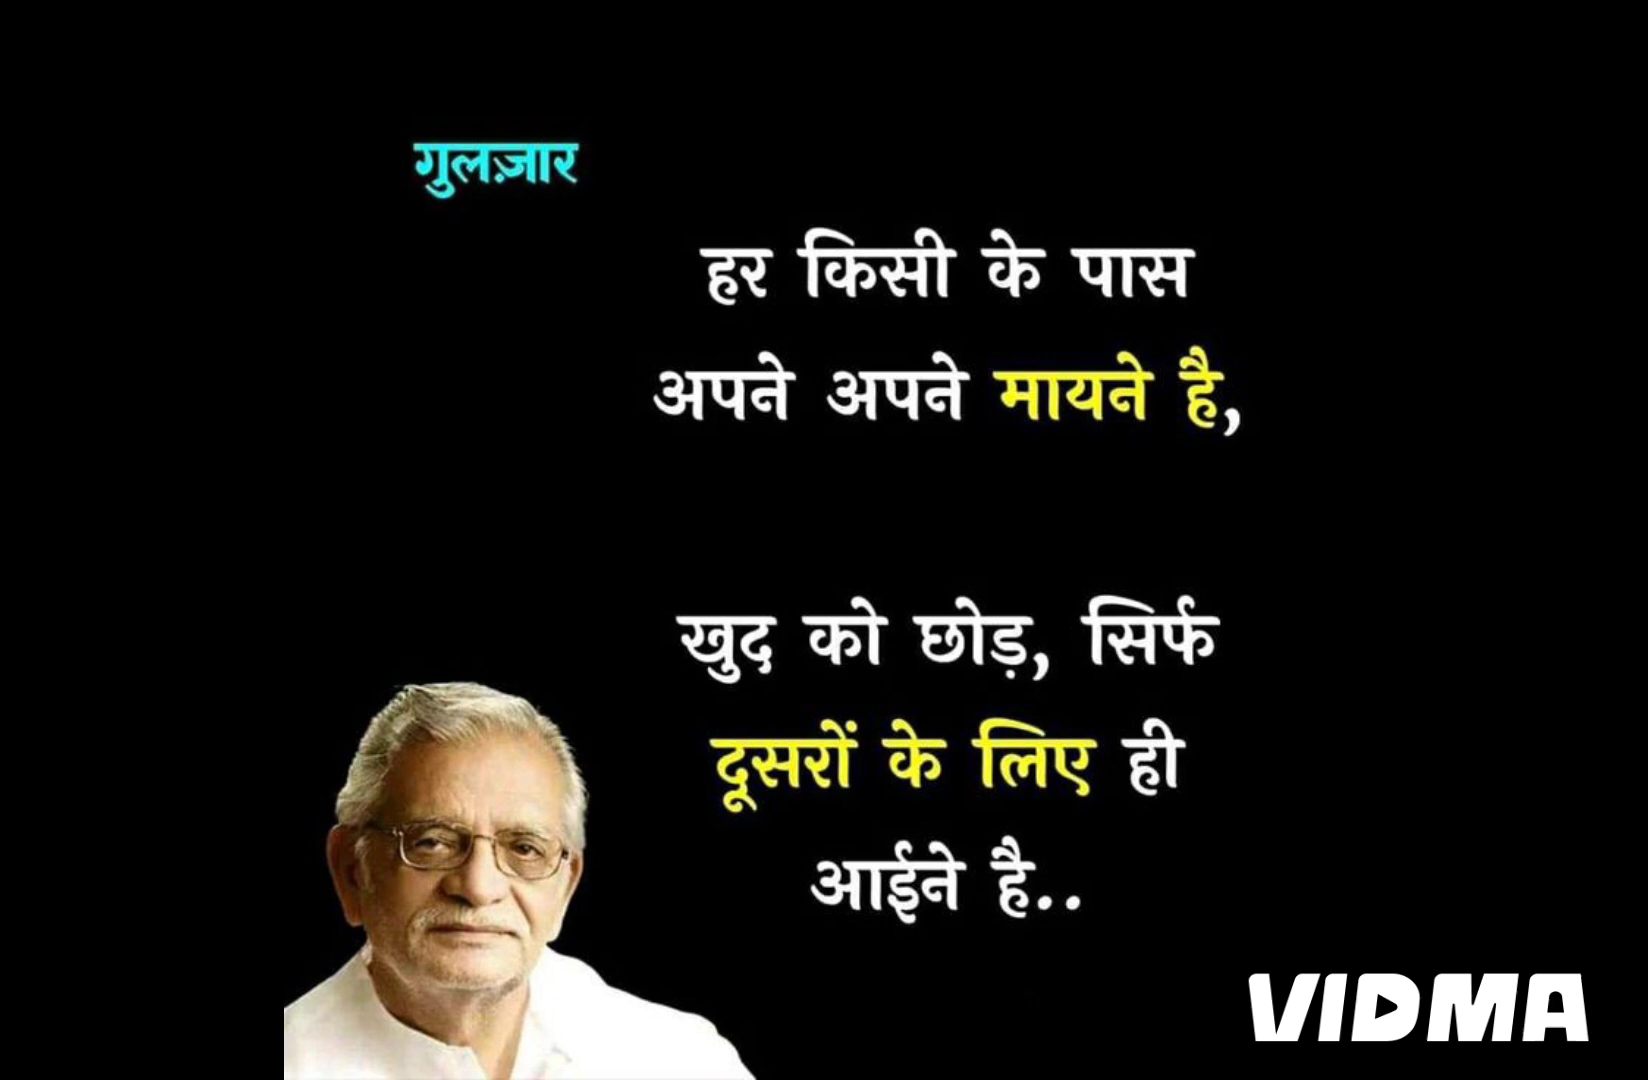 गुलज़ार
हर किसी के पास
अपने अपने मायने है,
खुद को छोड़, सिर्फ
दूसरों के लिए ही
आईने है..
VIDMA